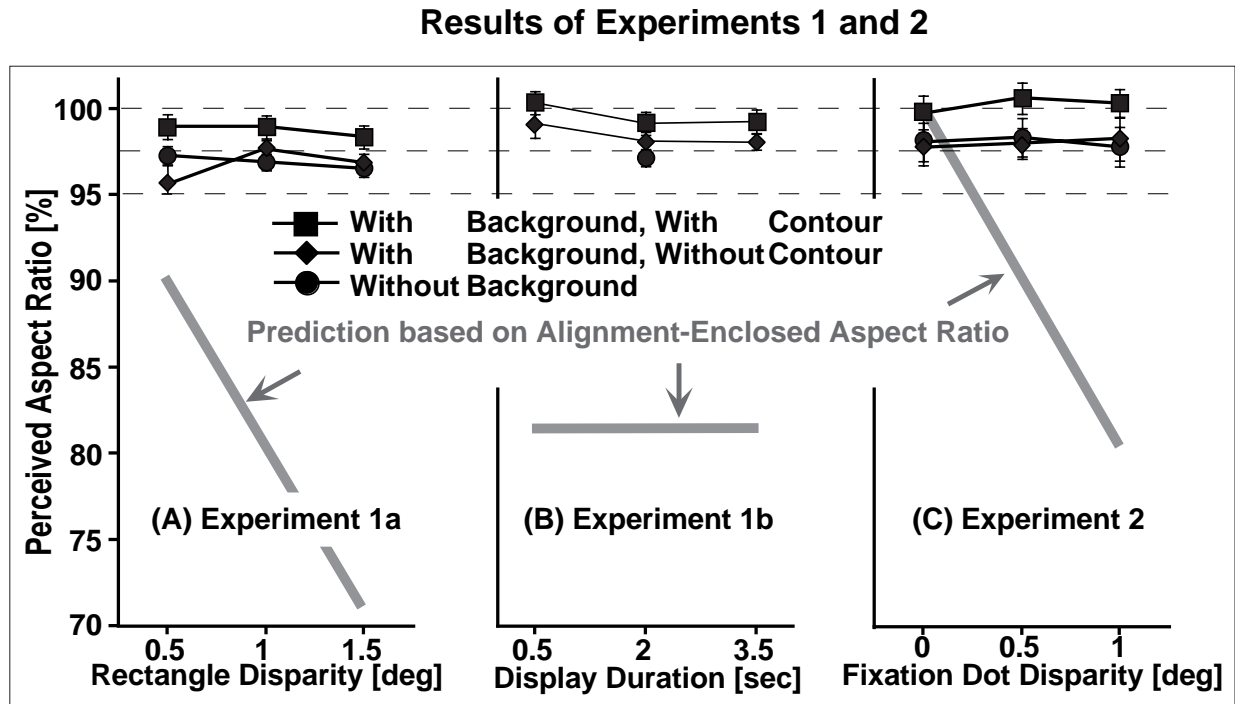 Results of Experiments 1 and 2
Perceived Aspect Ratio [%]
100
95
90
85
80
75
70
With Background, With Contour
With Background, Without Contour
Without Background
Prediction based on Alignment-Enclosed Aspect Ratio
(A) Experiment 1a
(B) Experiment 1b
(C) Experiment 2
0.5 1 1.5
Rectangle Disparity [deg]
0.5 2 3.5
Display Duration [sec]
0 0.5 1
Fixation Dot Disparity [deg]